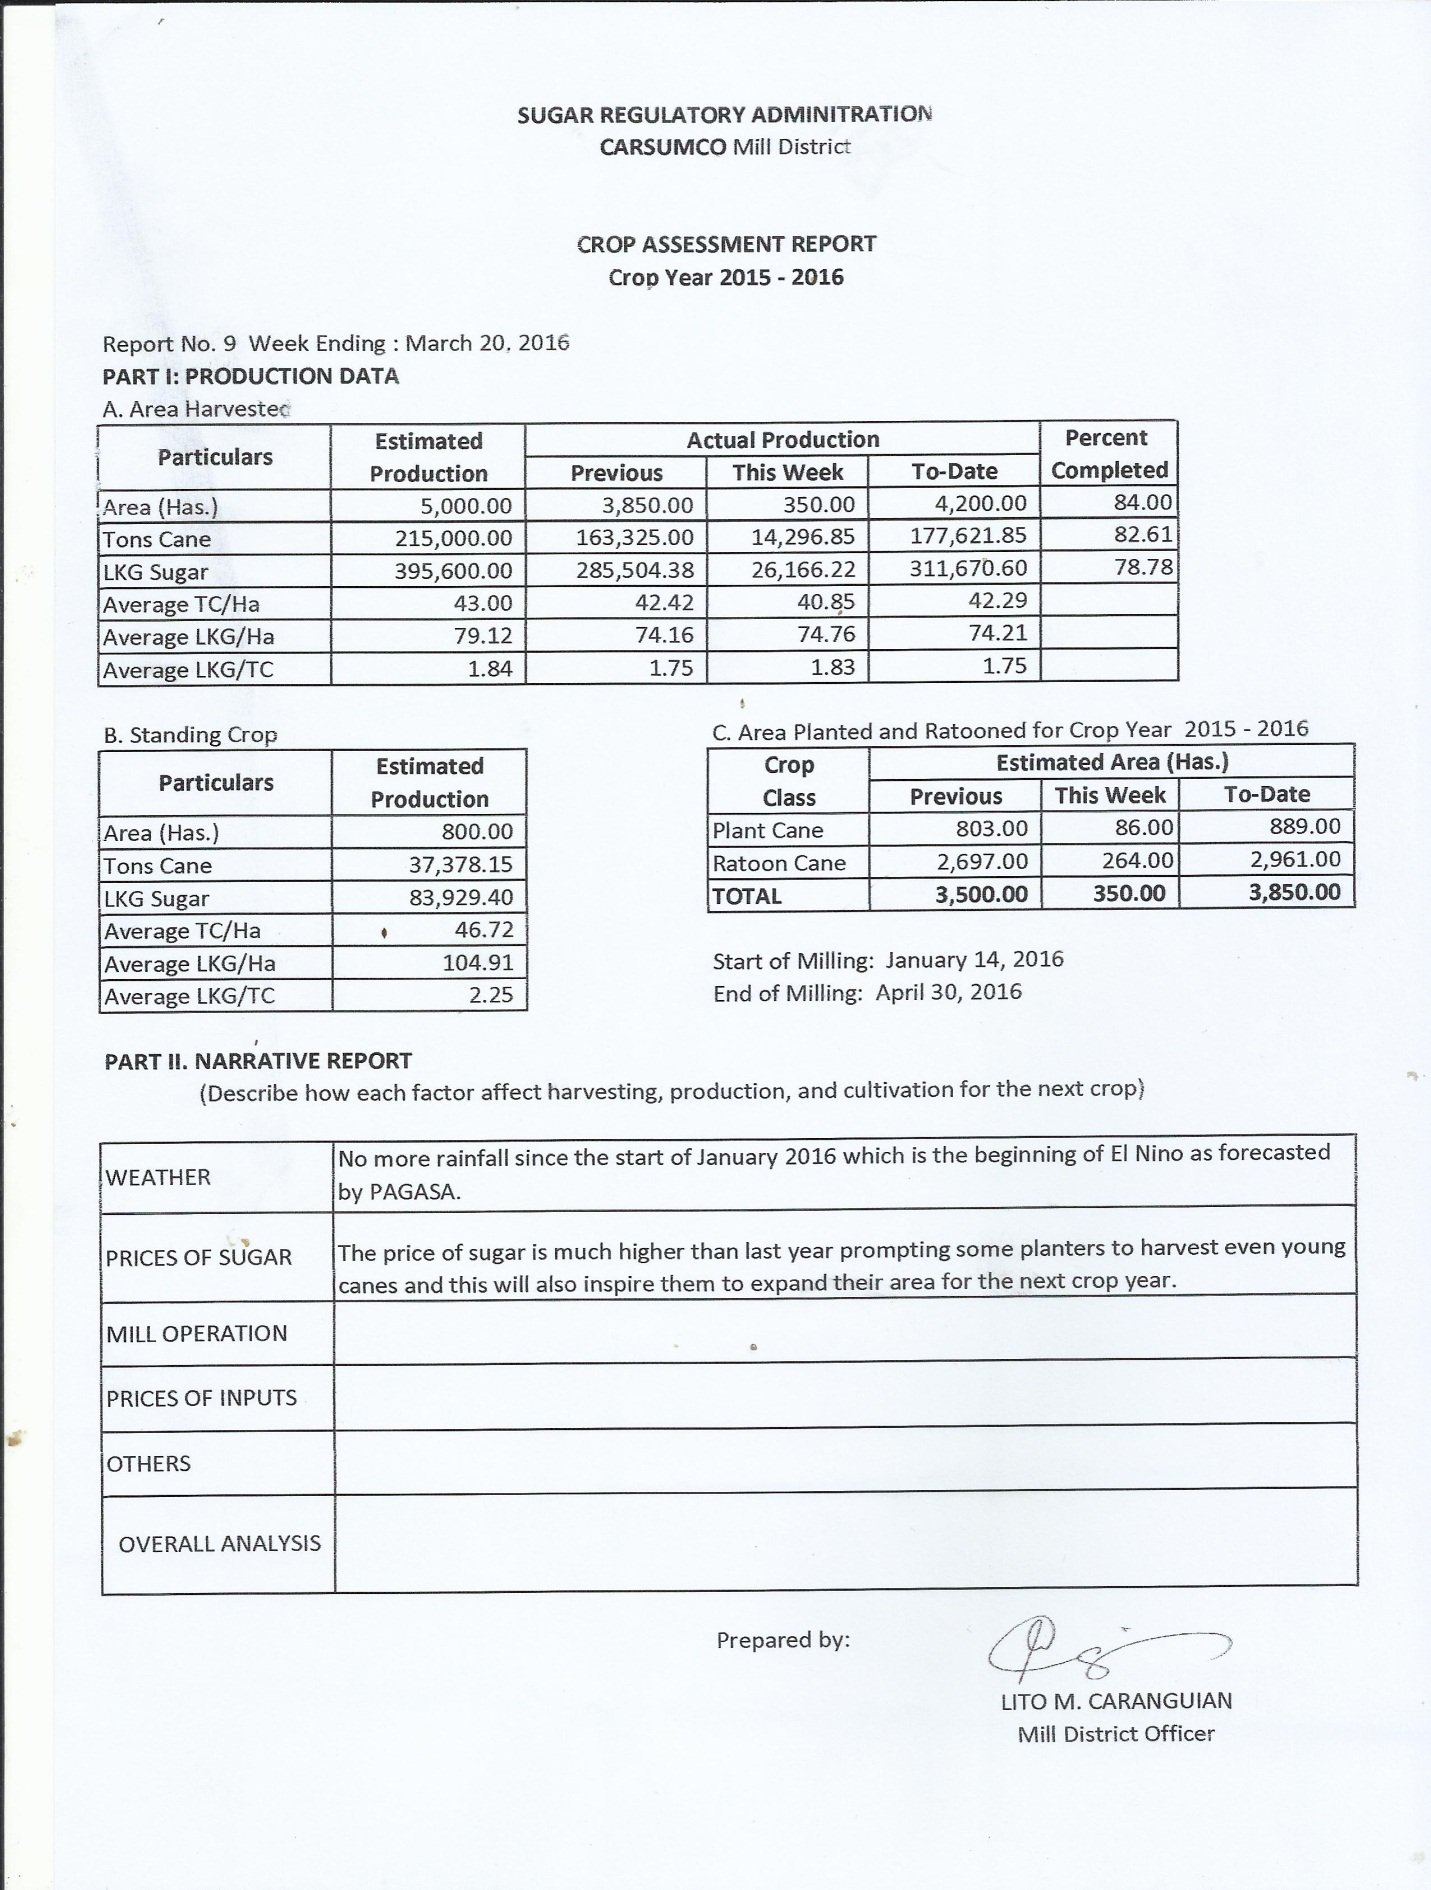 SUGAR REGULATORY ADMINITRATION
CARSUMCO Mill District
CROP ASSESSMENT REPORT
Crop Year 2015 - 2016
Report No. 9 Week Ending : March 20, 2016
PART I: PRODUCTION DATA
A. Area Harvested
Particulars Estimated Production Actual Production Percent Completed
Previous This Week To-Date
Area (Has.) 5,000.00 3,850.00 350.00 4,200.00 84.00
Tons Cane 215,000.00 163,325.00 14,296.85 177,621.85 82.61
LKG Sugar 395,600.00 285,504.38 26,166.22 311,670.60 78.78
Average TC/Ha 43.00 42.42 40.85 42.29
Average LKG/Ha 79.12 74.16 74.76 74.21
Average LKG/TC 1.84 1.75 1.83 1.75
B. Standing Crop
Particulars Estimated Production
Area (Has.) 800.00
Tons Cane 37,378.15
LKG Sugar 83,929.40
Average TC/Ha 46.72
Average LKG/Ha 104.91
Average LKG/TC 2.25
C. Area Planted and Ratooned for Crop Year 2015 - 2016
Crop Class Estimated Area (Has.)
Previous This Week To-Date
Plant Cane 803.00 86.00 889.00
Ratoon Cane 2,697.00 264.00 2,961.00
TOTAL 3,500.00 350.00 3,850.00
Start of Milling: January 14, 2016
End of Milling: April 30, 2016
PART II. NARRATIVE REPORT
(Describe how each factor affect harvesting, production, and cultivation for the next crop)
WEATHER
No more rainfall since the start of January 2016 which is the beginning of El Nino as forecasted
by PAGASA.
PRICES OF SUGAR
The price of sugar is much higher than last year prompting some planters to harvest even young
canes and this will also inspire them to expand their area for the next crop year.
MILL OPERATION
PRICES OF INPUTS
OTHERS
OVERALL ANALYSIS
Prepared by:
LITO M. CARANGUIAN
Mill District Officer